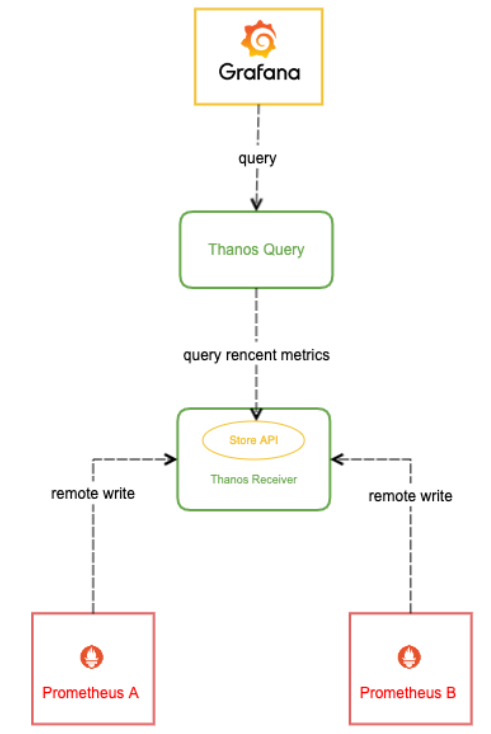 Grafana
query
Thanos Query
query rencent metrics
Store API
Thanos Receiver
remote write
remote write
Prometheus A
Prometheus B